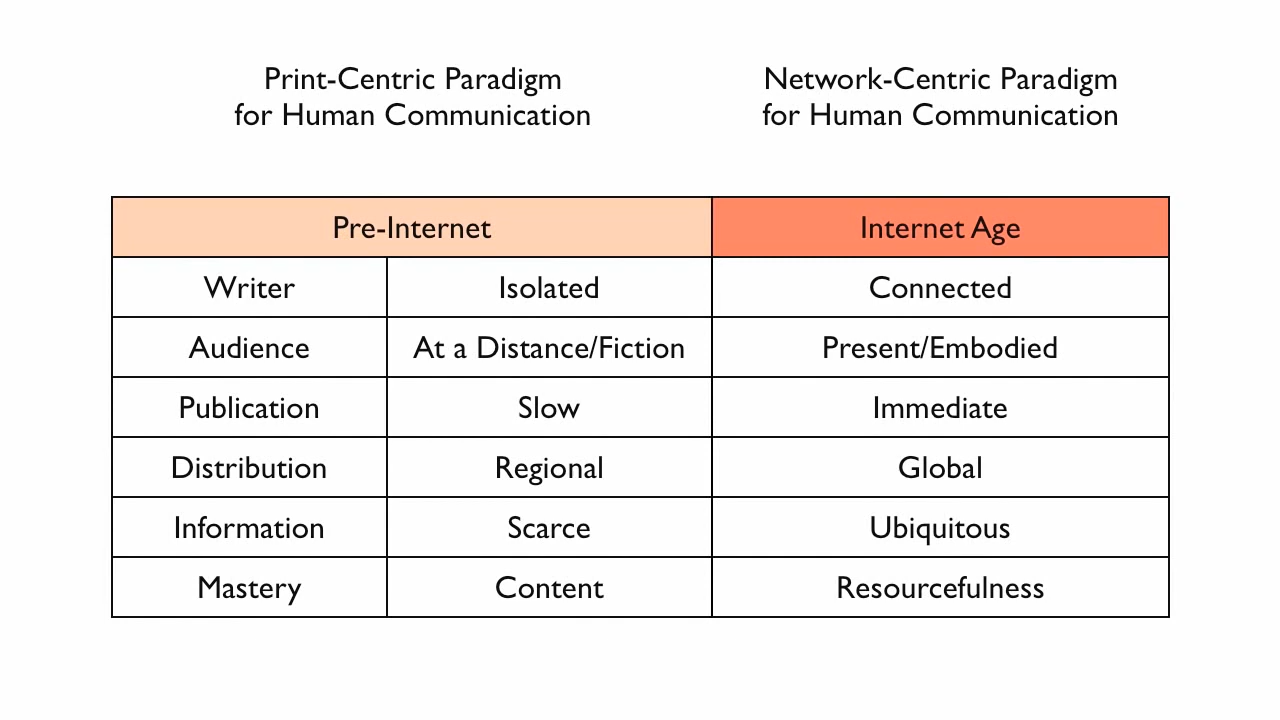 Print-Centric Paradigm
for Human Communication
Network-Centric Paradigm
for Human Communication
Pre-Internet Internet Age
Writer Isolated Connected
Audience At a Distance/Fiction Present/Embodied
Publication Slow Immediate
Distribution Regional Global
Information Scarce Ubiquitous
Mastery Content Resourcefulness